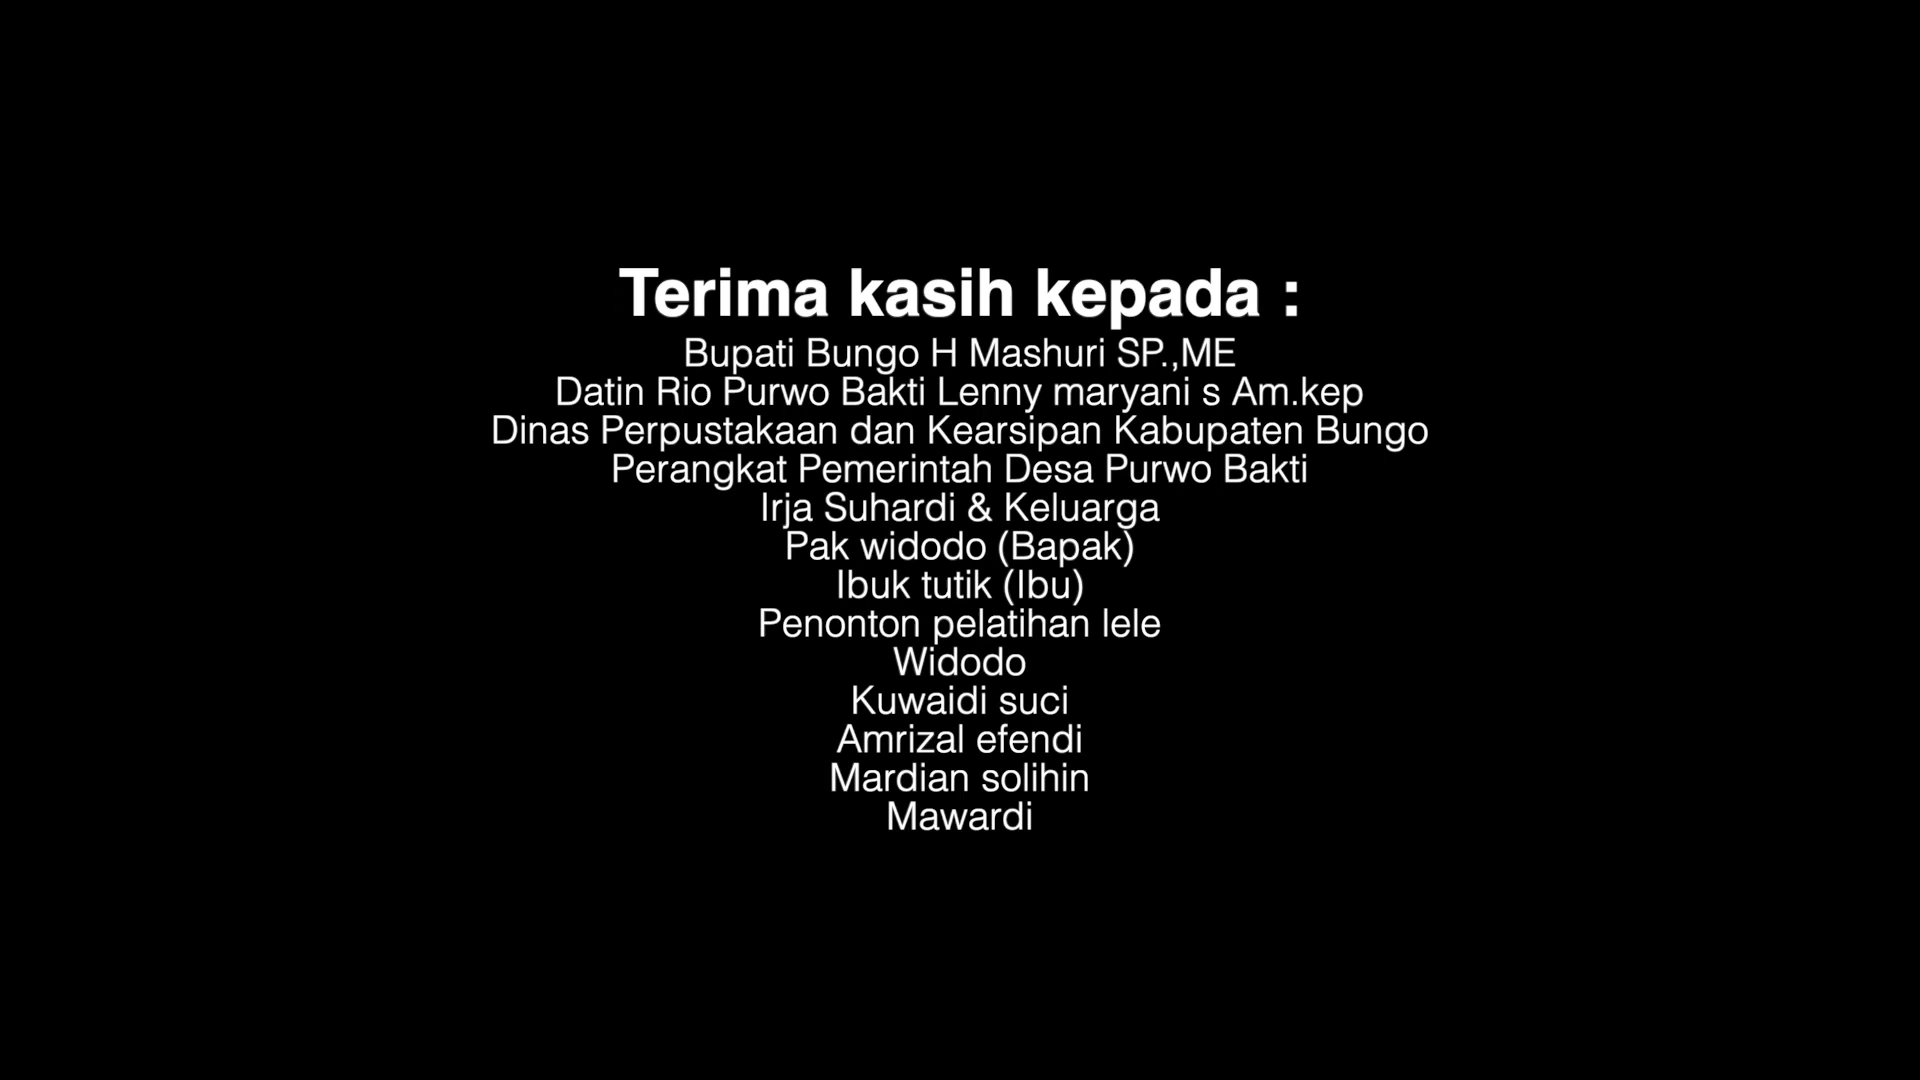 Terima kasih kepada :
Bupati Bungo H Mashuri SP.,ME
Datin Rio Purwo Bakti Lenny maryani s Am.kep
Dinas Perpustakaan dan Kearsipan Kabupaten Bungo
Perangkat Pemerintah Desa Purwo Bakti
Irja Suhardi & Keluarga
Pak widodo (Bapak)
Ibuk tutik (Ibu)
Penonton pelatihan lele
Widodo
Kuwaidi suci
Amrizal efendi
Mardian solihin
Mawardi